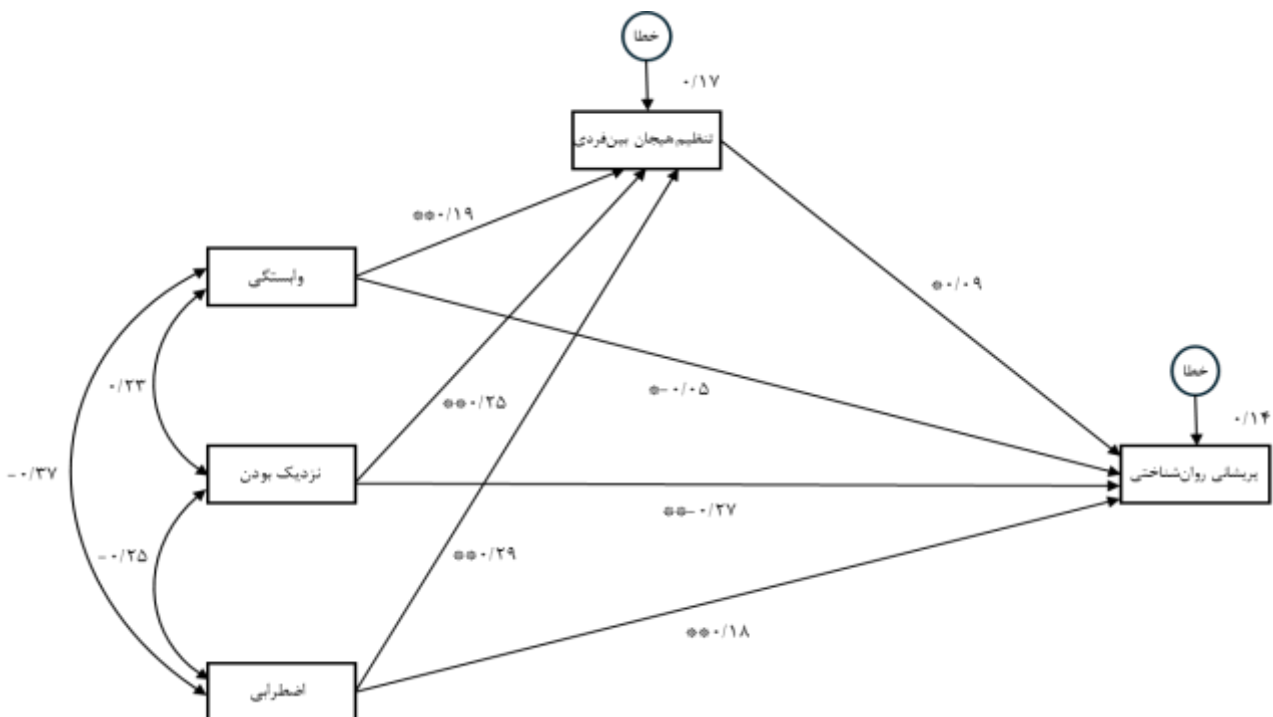 خطا
۰/۱۷
تنظیم هیجان بین‌فردی
**۰/۱۹
وابستگی
*۰/۰۹
خطا
۰/۲۳
*-۰/۰۵
**۰/۲۵
۰/۱۴
-۰/۳۷
نزدیک بودن
پریشانی روان‌شناختی
**-۰/۲۷
-۰/۲۵
**۰/۲۹
**۰/۱۸
اضطرابی